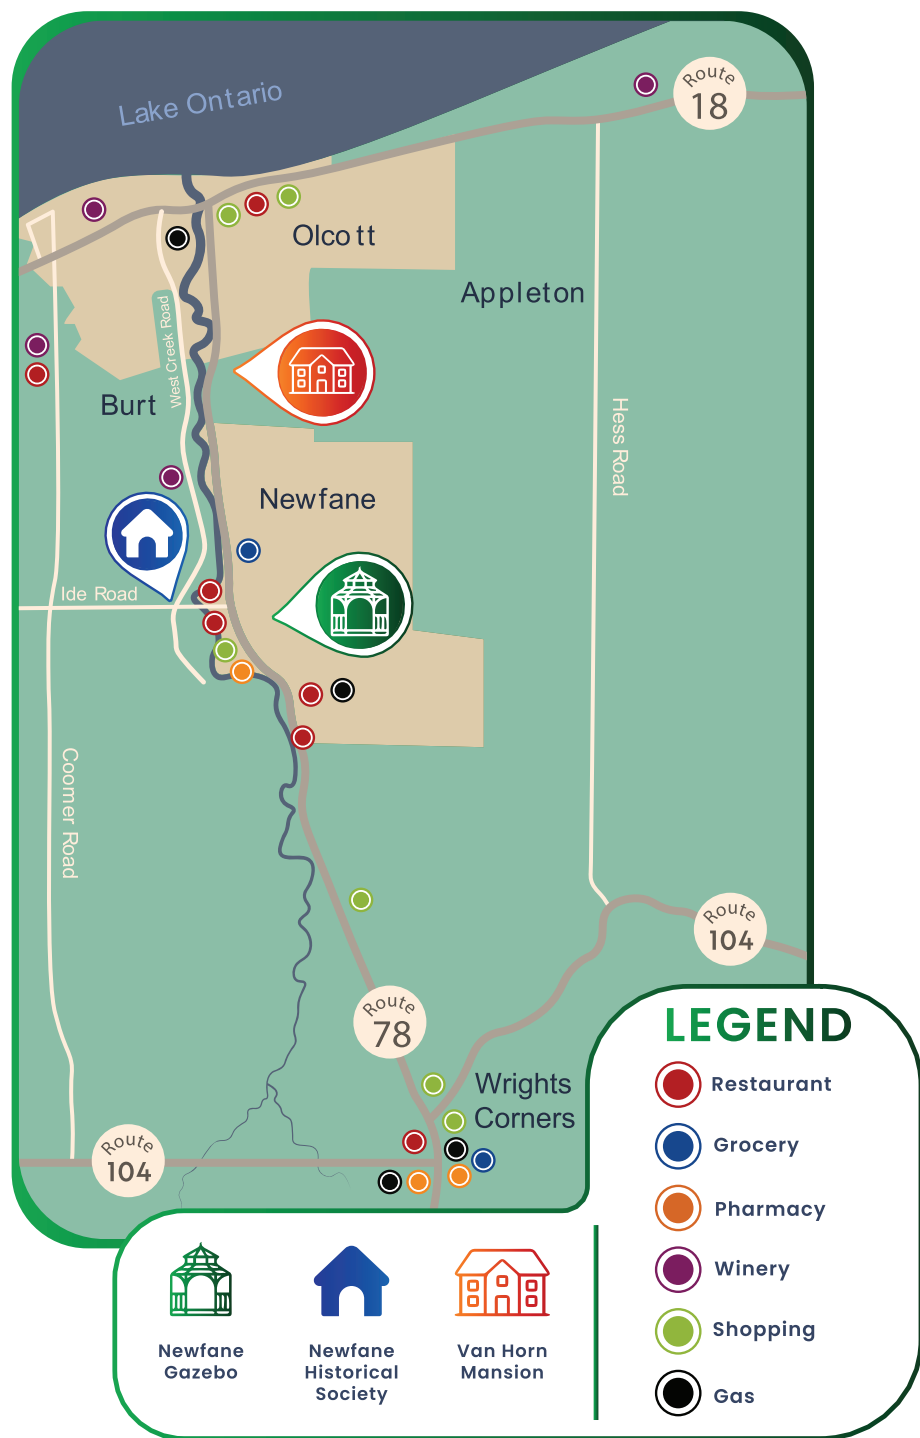 Lake Ontario
Route
18
Olcott
Appleton
West Creek Road
Burt
Hess Road
Newfane
Ide Road
Coomer Road
Route
104
Route
78
Wrights
Corners
Route
104
LEGEND
Restaurant
Grocery
Pharmacy
Winery
Shopping
Gas
Newfane
Gazebo
Newfane
Historical
Society
Van Horn
Mansion